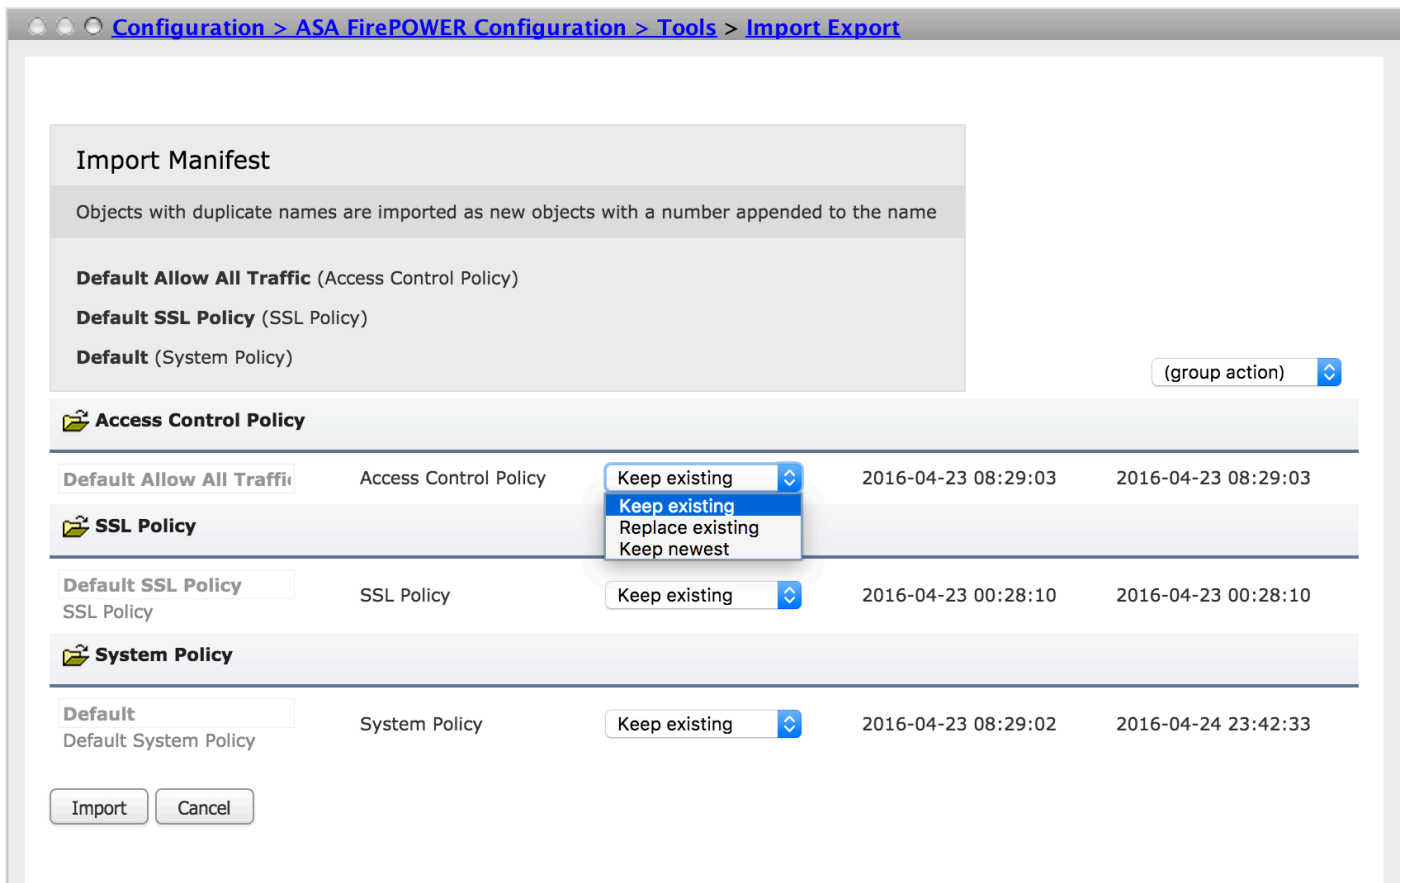 Configuration > ASA FirePOWER Configuration > Tools > Import Export
Import Manifest
Objects with duplicate names are imported as new objects with a number appended to the name
Default Allow All Traffic (Access Control Policy)
Default SSL Policy (SSL Policy)
Default (System Policy)
(group action)
Access Control Policy
Default Allow All Traffi Access Control Policy Keep existing 2016-04-23 08:29:03 2016-04-23 08:29:03
Keep existing
Replace existing
Keep newest
SSL Policy
Default SSL Policy SSL Policy Keep existing 2016-04-23 00:28:10 2016-04-23 00:28:10
SSL Policy
System Policy
Default System Policy Keep existing 2016-04-23 08:29:02 2016-04-24 23:42:33
Default System Policy
Import Cancel